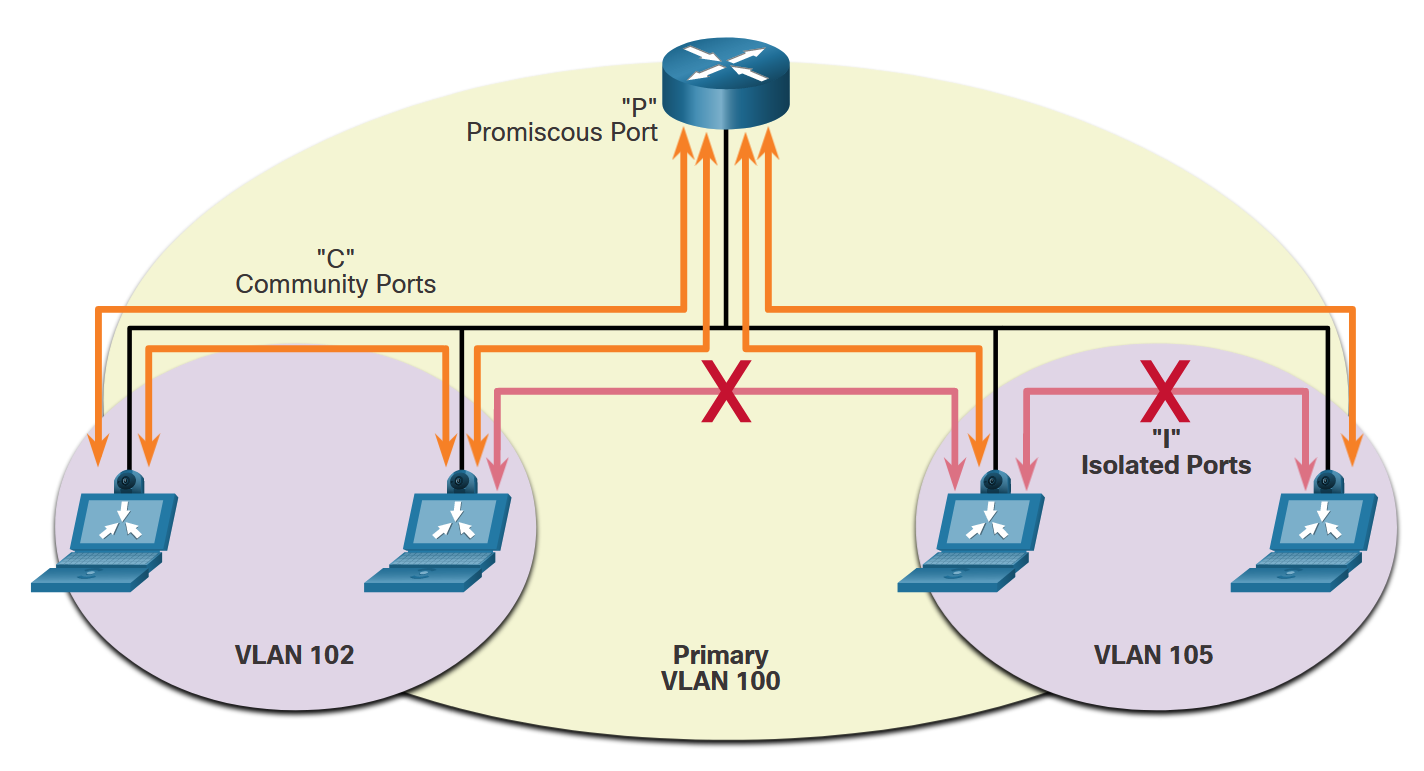 "P"
Promiscous Port
"C"
Community Ports
"I"
Isolated Ports
VLAN 102
Primary
VLAN 100
VLAN 105